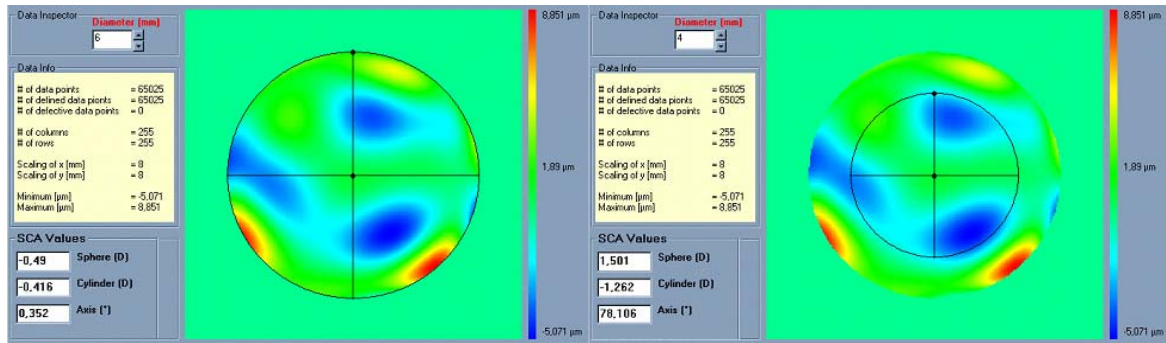 Data Inspector
Diameter (mm)
6
Data Info
# of data points = 65025
# of defined data pionts = 65025
# of defective data points = 0
# of columns = 255
# of rows = 255
Scaling of x [mm] = 8
Scaling of y [mm] = 8
Minimum [µm] = -5,071
Maximum [µm] = 8,851
SCA Values
-0,49 Sphere (D)
-0,416 Cylinder (D)
0,352 Axis (°)
8,851 µm
1,89 µm
-5,071 µm
Data Inspector
Diameter (mm)
4
Data Info
# of data points = 65025
# of defined data pionts = 65025
# of defective data points = 0
# of columns = 255
# of rows = 255
Scaling of x [mm] = 8
Scaling of y [mm] = 8
Minimum [µm] = -5,071
Maximum [µm] = 8,851
SCA Values
1,501 Sphere (D)
-1,262 Cylinder (D)
78,106 Axis (°)
8,851 µm
1,89 µm
-5,071 µm